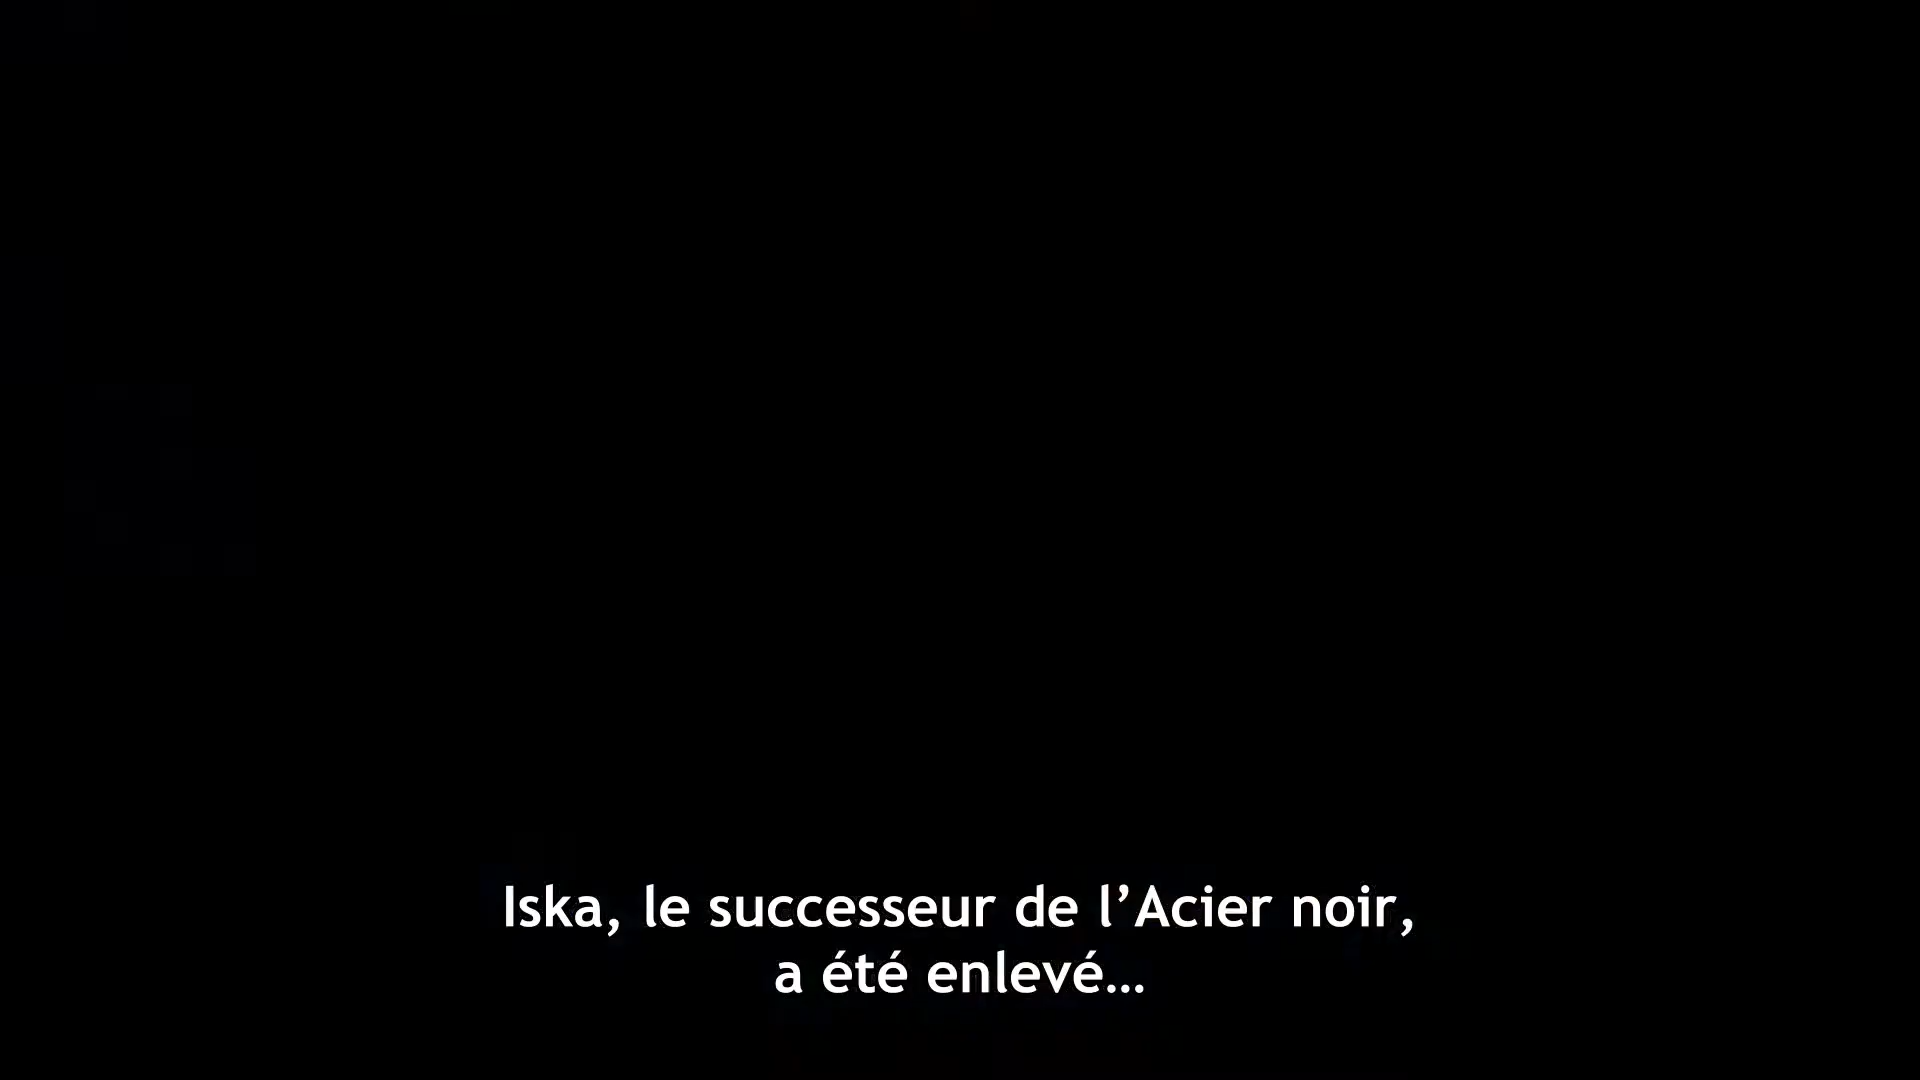 Iska, le successeur de l’Acier noir,
a été enlevé…